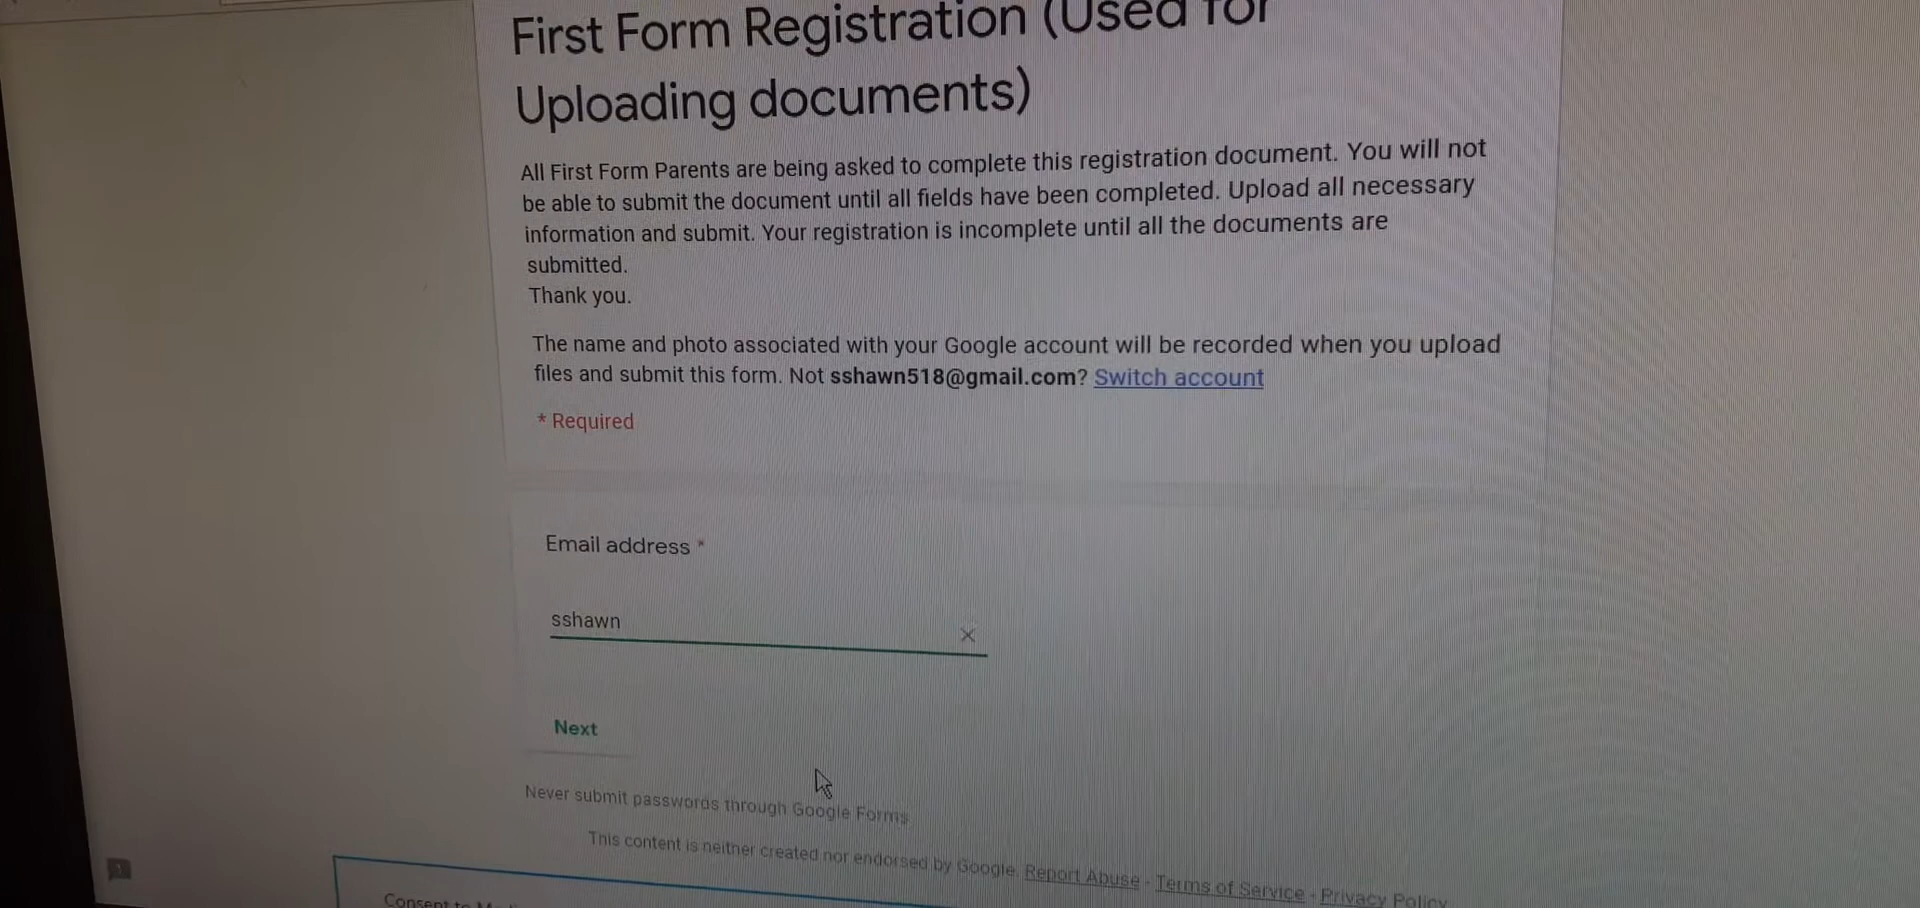 First Form Registration (Used for
Uploading documents)
All First Form Parents are being asked to complete this registration document. You will not
be able to submit the document until all fields have been completed. Upload all necessary
information and submit. Your registration is incomplete until all the documents are
submitted.
Thank you.
The name and photo associated with your Google account will be recorded when you upload
files and submit this form. Not sshawn518@gmail.com? Switch account
* Required
Email address *
sshawn
Next
Never submit passwords through Google Forms.
This content is neither created nor endorsed by Google. Report Abuse - Terms of Service - Privacy Policy
Consent to